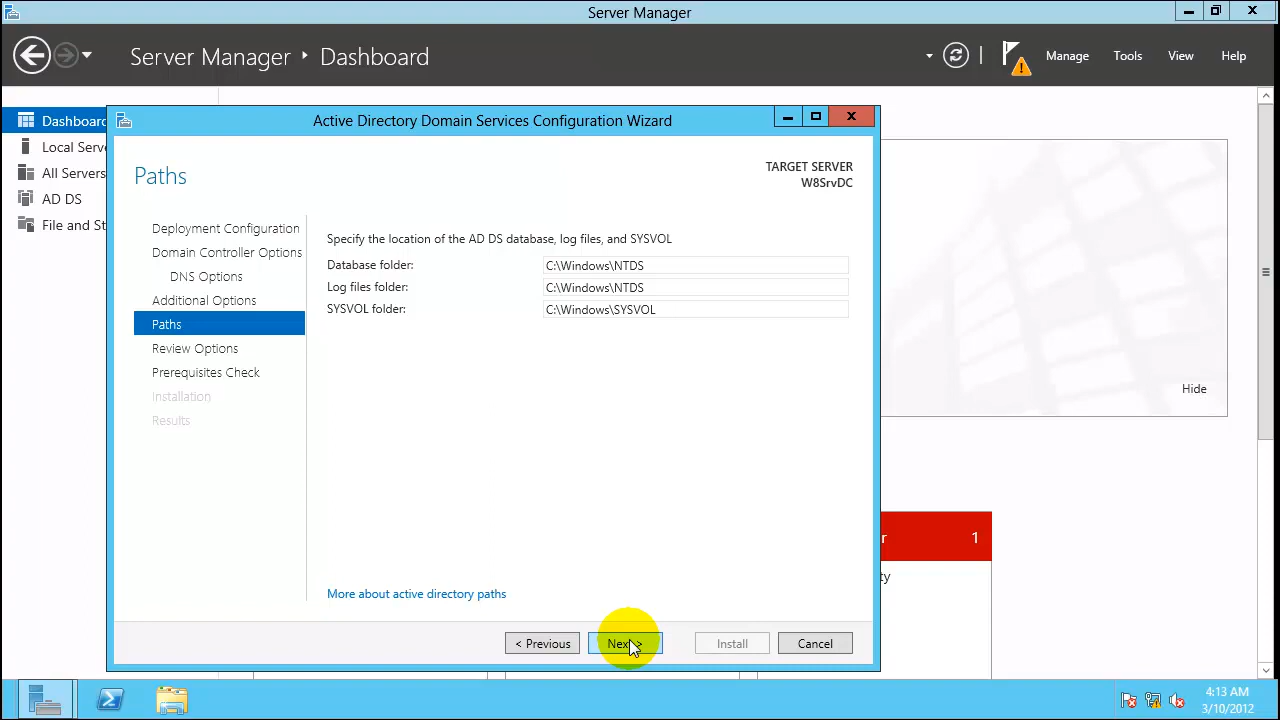 Server Manager
Server Manager ▸ Dashboard
Manage Tools View Help
Dashboard
Local Serve
All Servers
AD DS
File and St
Active Directory Domain Services Configuration Wizard
Paths
TARGET SERVER
W8SrvDC
Deployment Configuration
Domain Controller Options
DNS Options
Additional Options
Paths
Review Options
Prerequisites Check
Installation
Results
Specify the location of the AD DS database, log files, and SYSVOL
Database folder: C:\Windows\NTDS
Log files folder: C:\Windows\NTDS
SYSVOL folder: C:\Windows\SYSVOL
More about active directory paths
< Previous Next > Install Cancel
Hide
r 1
ty
4:13 AM
3/10/2012